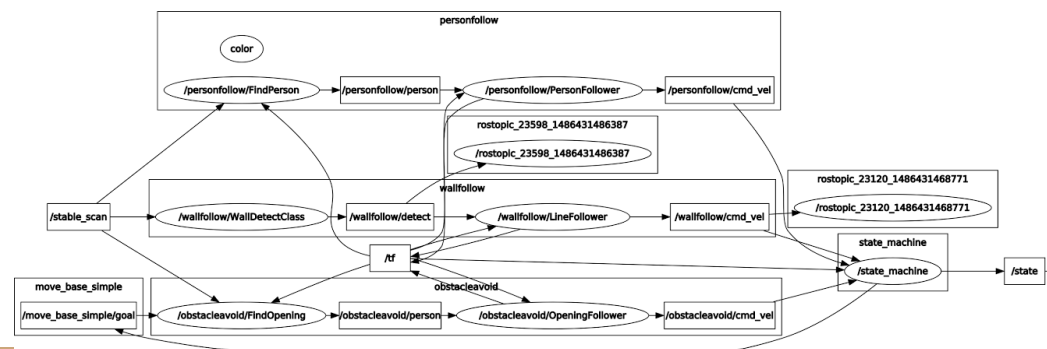 personfollow
color
/personfollow/FindPerson
/personfollow/person
/personfollow/PersonFollower
/personfollow/cmd_vel
rostopic_23598_1486431486387
/rostopic_23598_1486431486387
wallfollow
/stable_scan
/wallfollow/WallDetectClass
/wallfollow/detect
/wallfollow/LineFollower
/wallfollow/cmd_vel
rostopic_23120_1486431468771
/rostopic_23120_1486431468771
/tf
state_machine
/state_machine
/state
move_base_simple
/move_base_simple/goal
obstacleavoid
/obstacleavoid/FindOpening
/obstacleavoid/person
/obstacleavoid/OpeningFollower
/obstacleavoid/cmd_vel